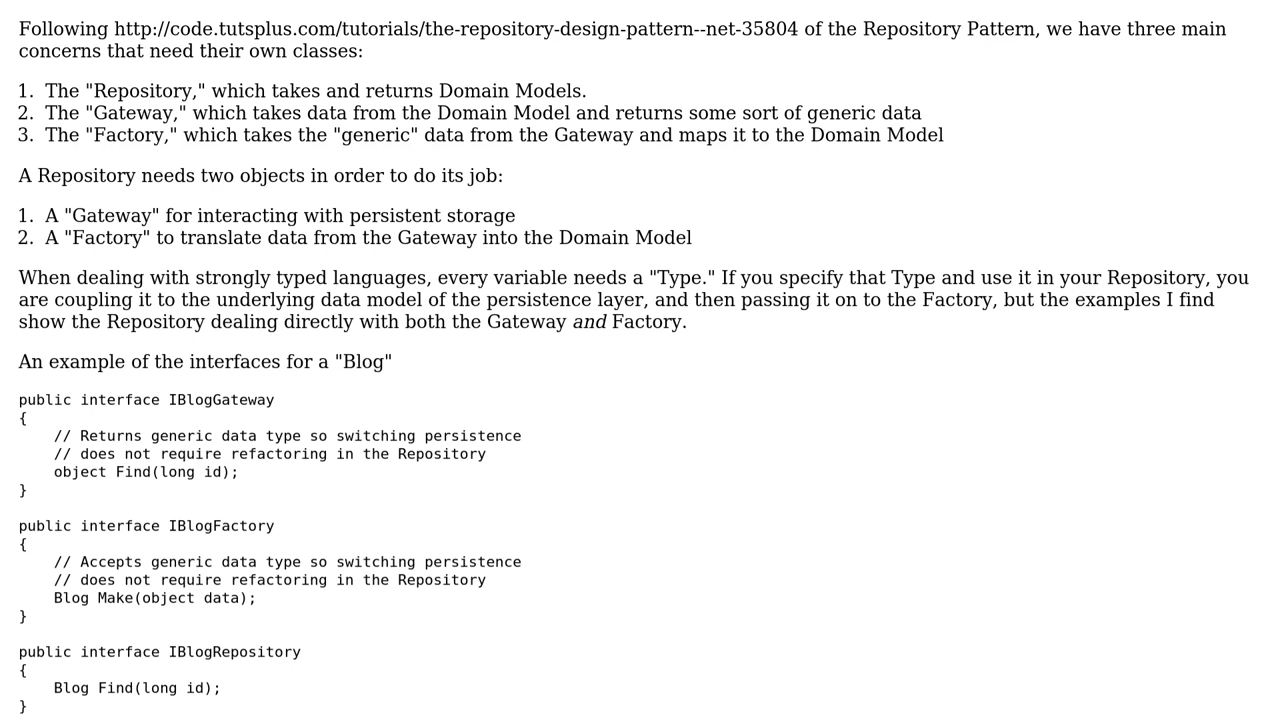 Following http://code.tutsplus.com/tutorials/the-repository-design-pattern--net-35804 of the Repository Pattern, we have three main
concerns that need their own classes:
1. The "Repository," which takes and returns Domain Models.
2. The "Gateway," which takes data from the Domain Model and returns some sort of generic data
3. The "Factory," which takes the "generic" data from the Gateway and maps it to the Domain Model
A Repository needs two objects in order to do its job:
1. A "Gateway" for interacting with persistent storage
2. A "Factory" to translate data from the Gateway into the Domain Model
When dealing with strongly typed languages, every variable needs a "Type." If you specify that Type and use it in your Repository, you
are coupling it to the underlying data model of the persistence layer, and then passing it on to the Factory, but the examples I find
show the Repository dealing directly with both the Gateway and Factory.
An example of the interfaces for a "Blog"
public interface IBlogGateway
{
    // Returns generic data type so switching persistence
    // does not require refactoring in the Repository
    object Find(long id);
}
public interface IBlogFactory
{
    // Accepts generic data type so switching persistence
    // does not require refactoring in the Repository
    Blog Make(object data);
}
public interface IBlogRepository
{
    Blog Find(long id);
}